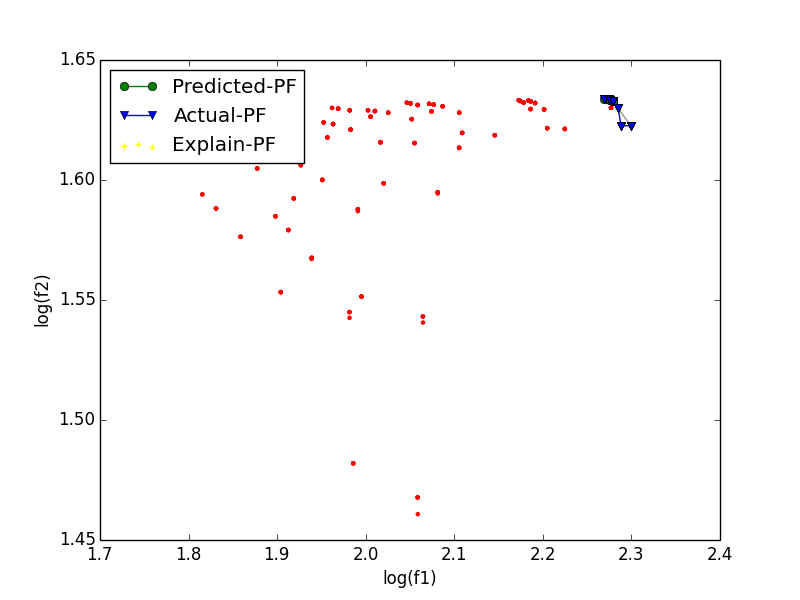 1.65
1.60
1.55
1.50
1.45
log(f2)
Predicted-PF
Actual-PF
Explain-PF
1.7 1.8 1.9 2.0 2.1 2.2 2.3 2.4
log(f1)